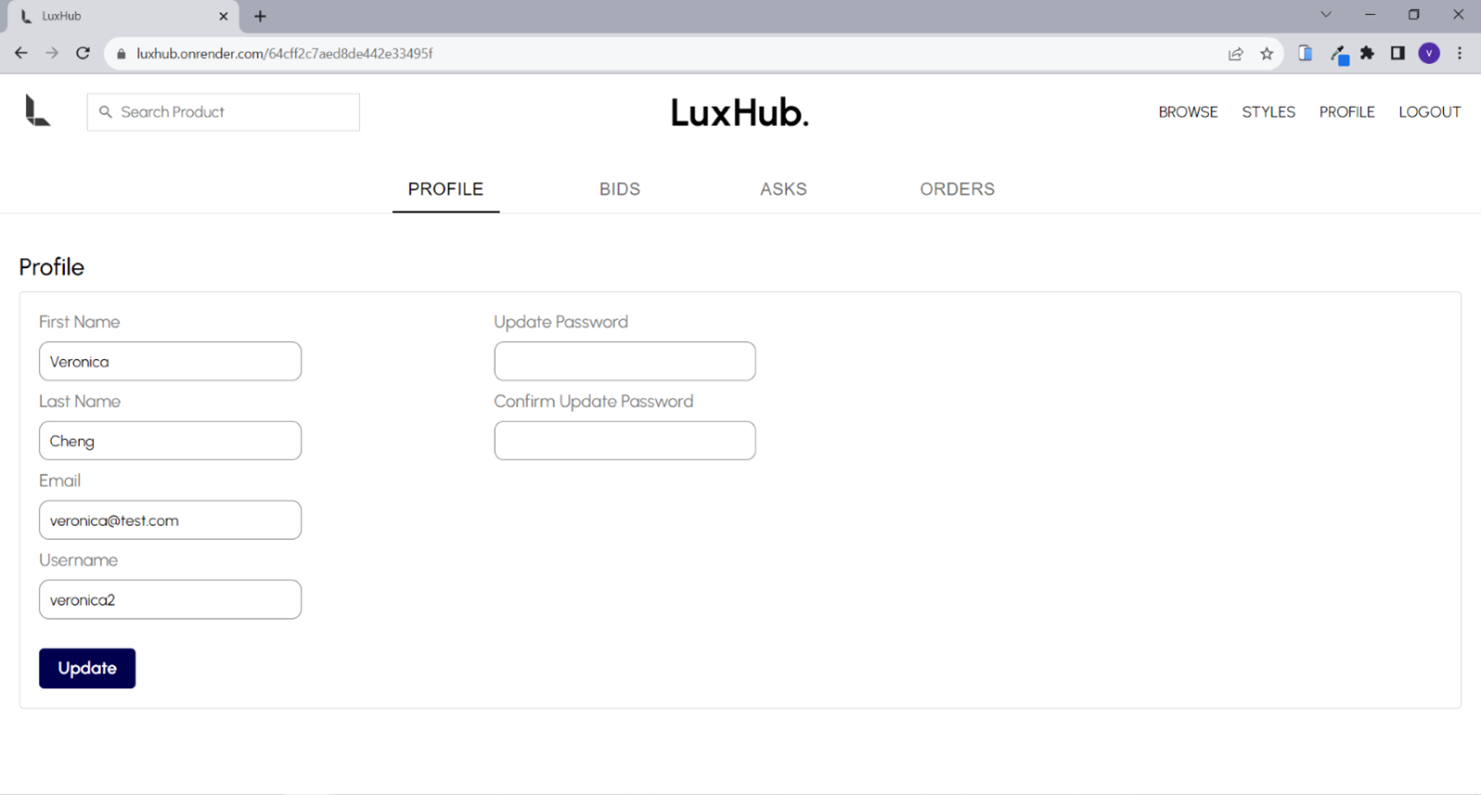 LuxHub
luxhub.onrender.com/64cff2c7aed8de442e33495f
V
Search Product
LuxHub.
BROWSE STYLES PROFILE LOGOUT
PROFILE BIDS ASKS ORDERS
Profile
First Name Update Password
Veronica
Last Name Confirm Update Password
Cheng
Email
veronica@test.com
Username
veronica2
Update